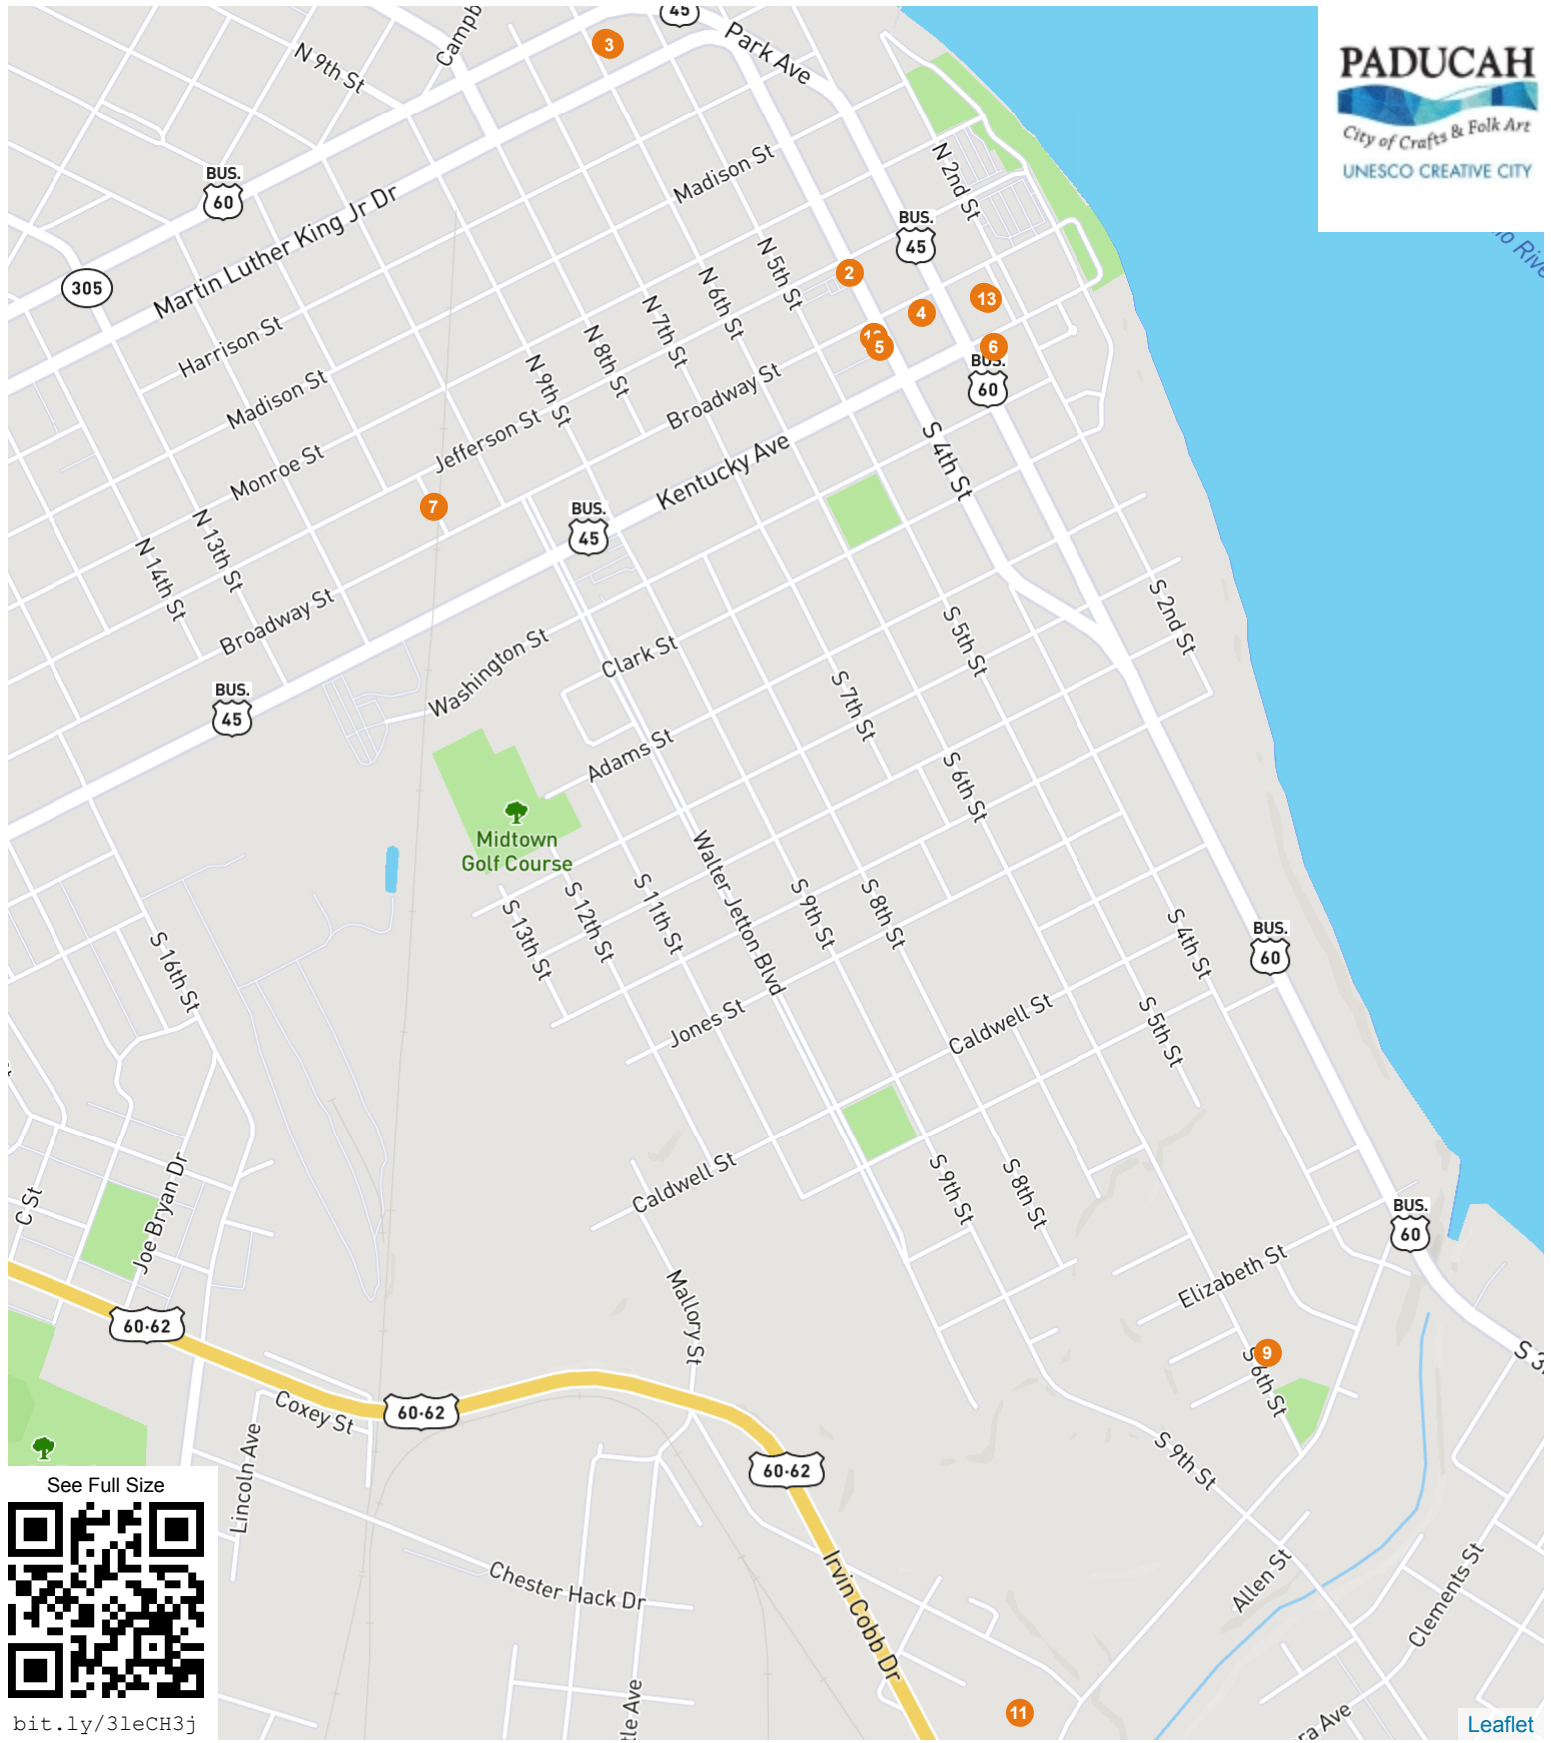 45
Park Ave
3
N 9th St
PADUCAH
City of Crafts & Folk Art
UNESCO CREATIVE CITY
BUS.
60
Martin Luther King Jr Dr
305
Madison St
N 2nd St
BUS.
45
2
N 5th St
N 6th St
N 7th St
N 8th St
N 9th St
4
13
5
6
BUS.
60
Harrison St
Madison St
Monroe St
Jefferson St
Broadway St
Kentucky Ave
S 4th St
7
N 13th St
N 14th St
BUS.
45
Broadway St
BUS.
45
Washington St
Clark St
Adams St
S 2nd St
S 5th St
S 7th St
S 6th St
Midtown
Golf Course
Walter Jetton Blvd
S 13th St
S 12th St
S 11th St
S 9th St
S 8th St
S 4th St
BUS.
60
S 16th St
Jones St
Caldwell St
S 5th St
Caldwell St
S 9th St
S 8th St
C St
Joe Bryan Dr
Mallory St
Elizabeth St
BUS.
60
60-62
9
S 6th St
60-62
Coxey St
Lincoln Ave
60-62
S 9th St
Chester Hack Dr
Irvin Cobb Dr
Allen St
Clements St
11
See Full Size
bit.ly/3leCH3j
Leaflet